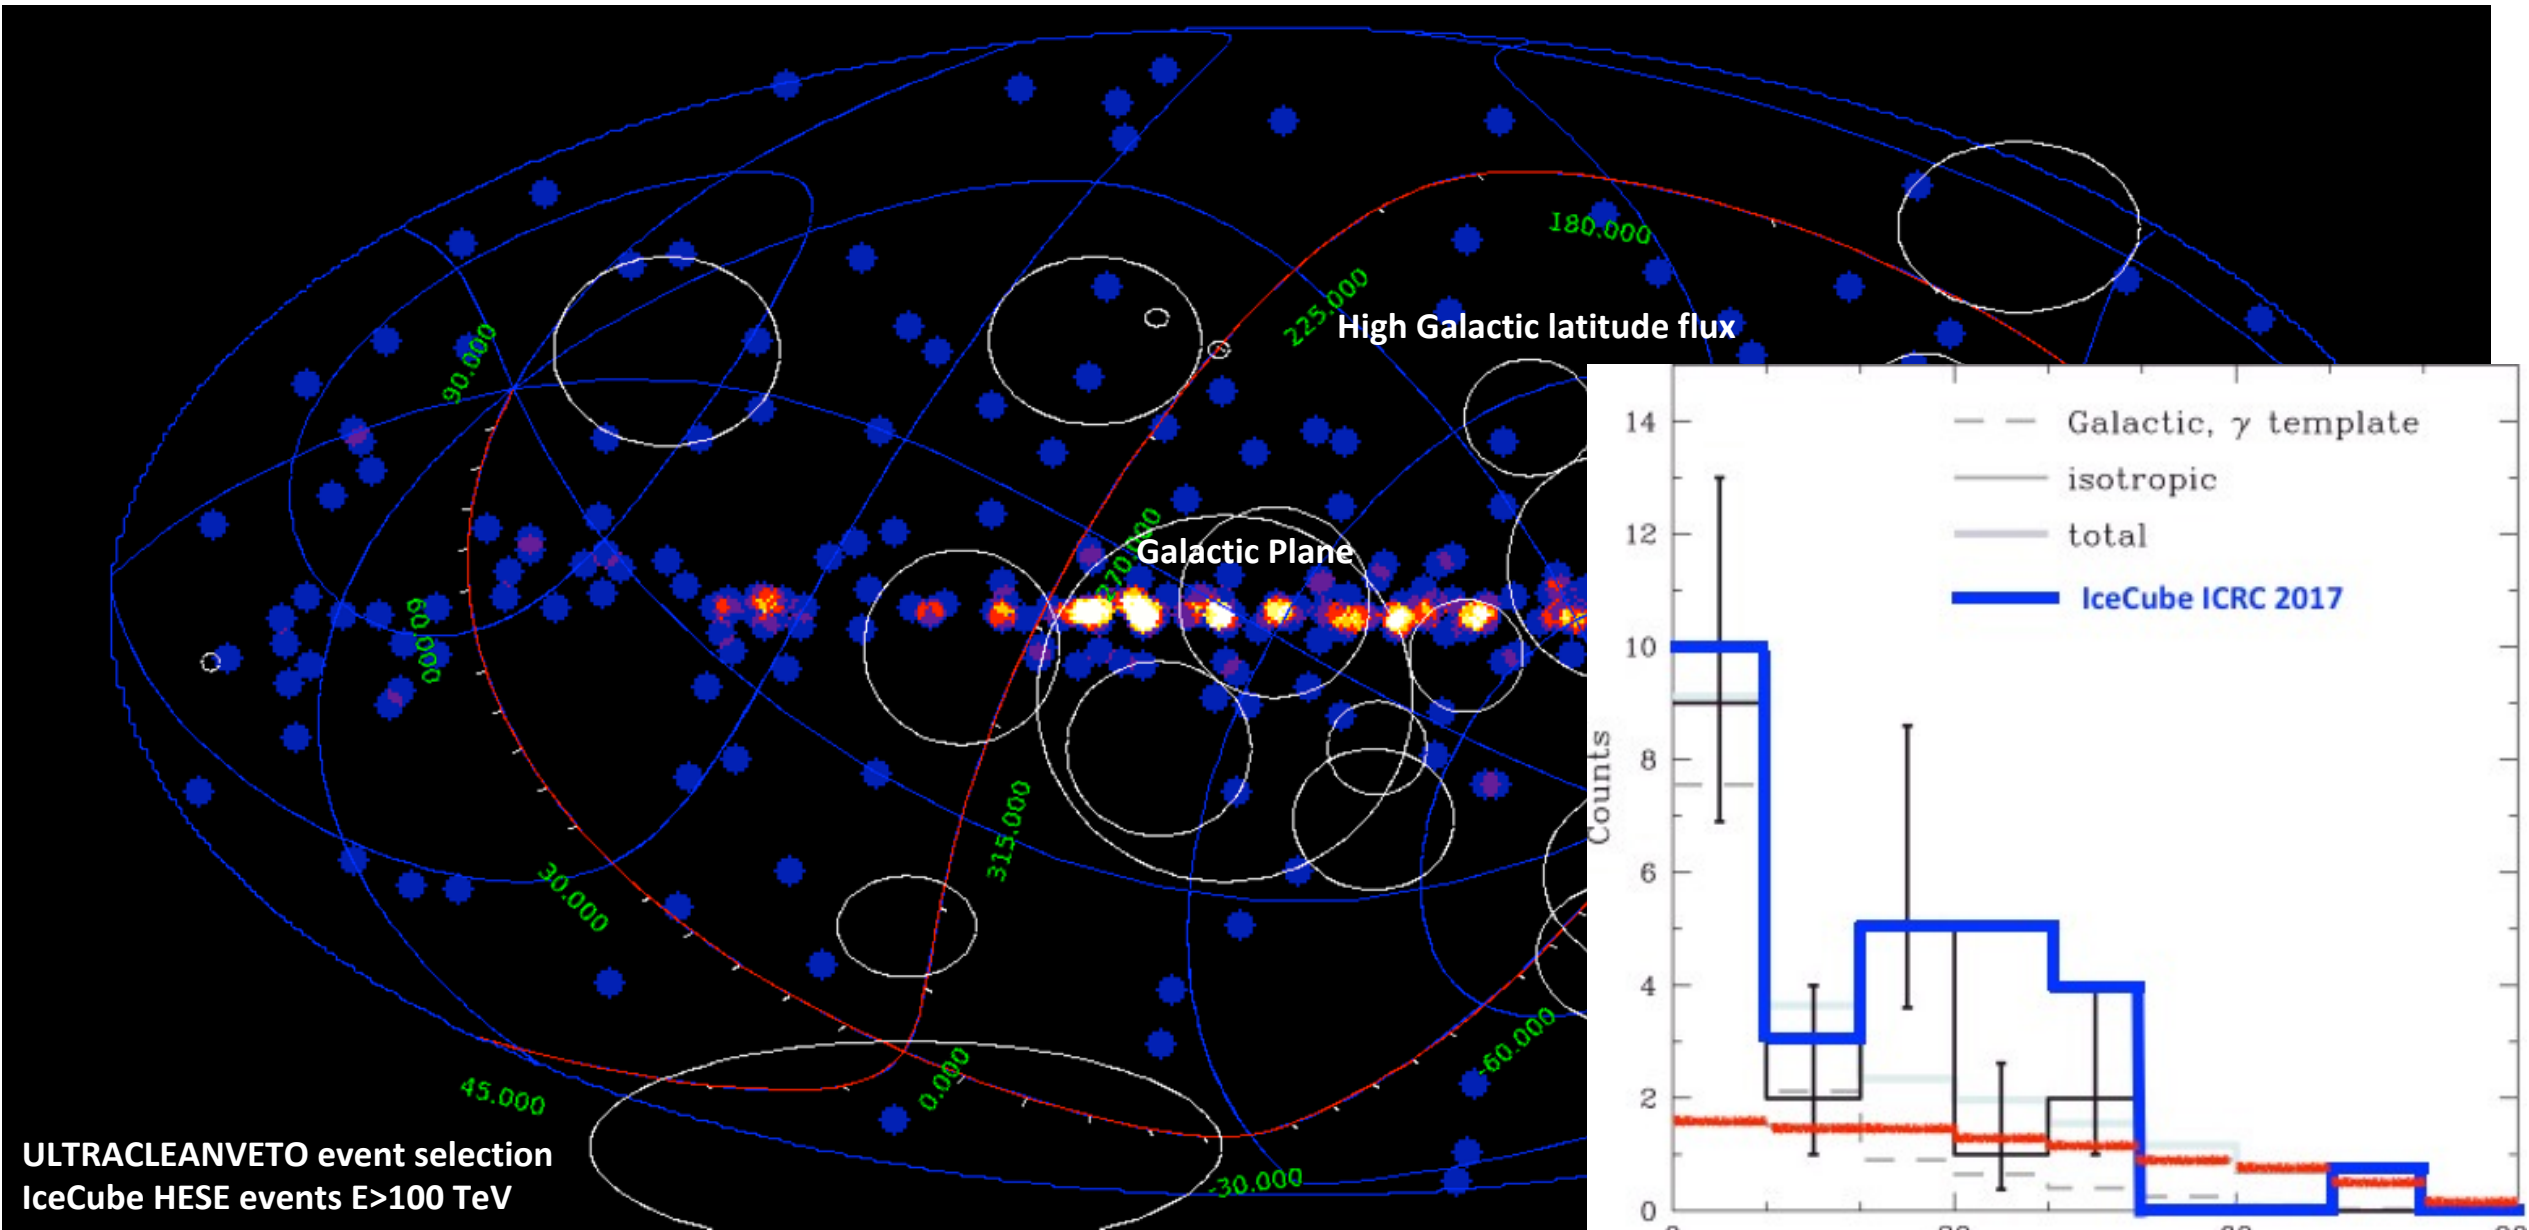 180.000
225.000
High Galactic latitude flux
90.000
Galactic Plane
270.000
60.000
315.000
30.000
-60.000
0.000
45.000
-30.000
ULTRACLEANVETO event selection
IceCube HESE events E>100 TeV
14
Galactic, γ template
isotropic
12
total
IceCube ICRC 2017
10
8
Counts
6
4
2
0